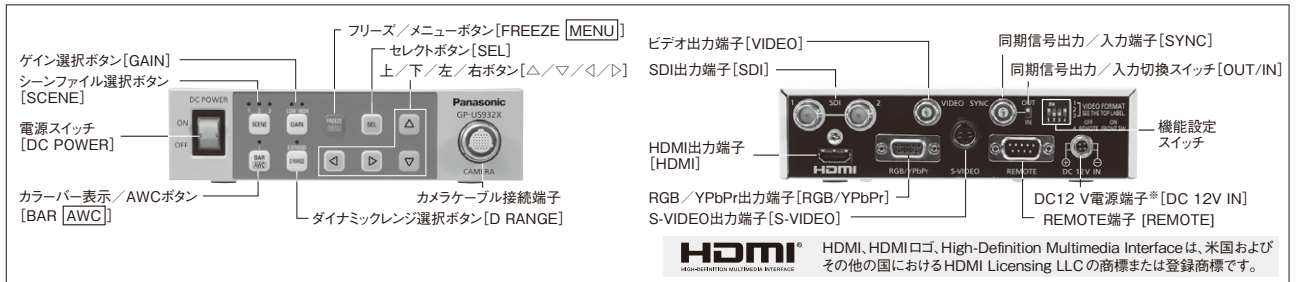 フリーズ／メニューボタン[FREEZE MENU]
セレクトボタン[SEL]
上／下／左／右ボタン[△／▽／◁／▷]
ゲイン選択ボタン[GAIN]
シーンファイル選択ボタン
[SCENE]
電源スイッチ
[DC POWER]
カラーバー表示／AWCボタン
[BAR AWC]
ダイナミックレンジ選択ボタン[D RANGE]
カメラケーブル接続端子
DC POWER
ON
OFF
1 2 3
SCENE
GAIN
FREEZE
MENU
SEL
△
BAR
AWC
◁
▷
▽
Panasonic
GP-US932X
CAMERA
ビデオ出力端子[VIDEO]
SDI出力端子[SDI]
同期信号出力／入力端子[SYNC]
同期信号出力／入力切換スイッチ[OUT/IN]
機能設定
スイッチ
HDMI出力端子
[HDMI]
RGB／YPbPr出力端子[RGB/YPbPr]
S-VIDEO出力端子[S-VIDEO]
DC12 V電源端子※[DC 12V IN]
REMOTE端子 [REMOTE]
1 SDI 2
VIDEO SYNC
OUT
IN
VIDEO FORMAT
SEE THE TOP LABEL
HDMI
RGB/YPbPr
S-VIDEO
REMOTE
DC 12V IN
HDMI®
HIGH-DEFINITION MULTIMEDIA INTERFACE
HDMI、HDMIロゴ、High-Definition Multimedia Interfaceは、米国および
その他の国におけるHDMI Licensing LLCの商標または登録商標です。